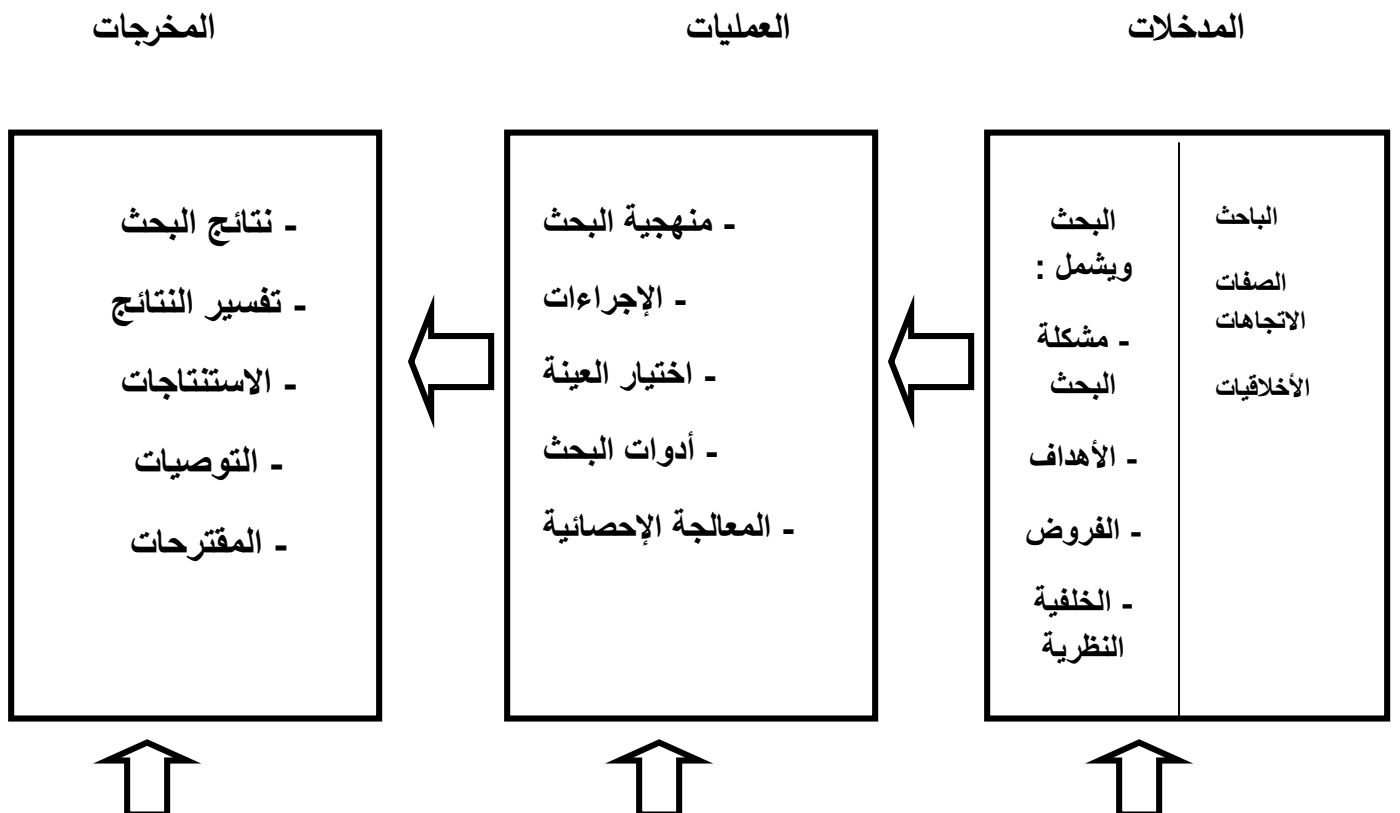 المدخلات
العمليات
المخرجات
الباحث
الصفات
الاتجاهات
الأخلاقيات
البحث
ويشمل :
- مشكلة
البحث
- الأهداف
- الفروض
- الخلفية
النظرية
- منهجية البحث
- الإجراءات
- اختيار العينة
- أدوات البحث
- المعالجة الإحصائية
- نتائج البحث
- تفسير النتائج
- الاستنتاجات
- التوصيات
- المقترحات